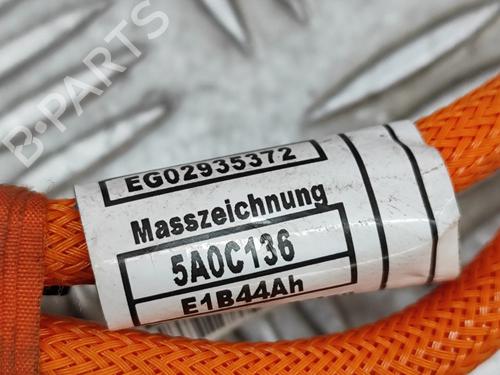 B-PARTS
EG02935372
Masszeichnung
5A0C136
E1B44Ah